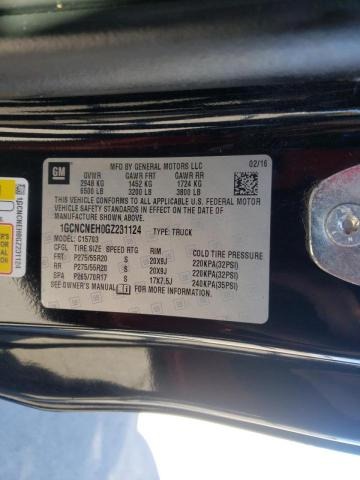 GM
MFD BY GENERAL MOTORS LLC 02/16
GVWR GAWR FRT GAWR RR
2948 KG 1452 KG 1724 KG
6500 LB 3200 LB 3800 LB
THIS VEHICLE CONFORMS TO ALL APPLICABLE U.S. FEDERAL MOTOR
VEHICLE SAFETY STANDARDS IN EFFECT ON THE DATE OF
MANUFACTURE SHOWN ABOVE.
1GCNCNEH0GZ231124 TYPE: TRUCK
MODEL: C15703
CFGL TIRE SIZE SPEED RTG RIM COLD TIRE PRESSURE
FRT P275/55R20 S 20X9J 220KPA(32PSI)
RR P275/55R20 S 20X9J 220KPA(32PSI)
SPA P265/70R17 S 17X7.5J 240KPA(35PSI)
SEE OWNER'S MANUAL FOR MORE INFORMATION.
1GCNCNEH0GZ231124